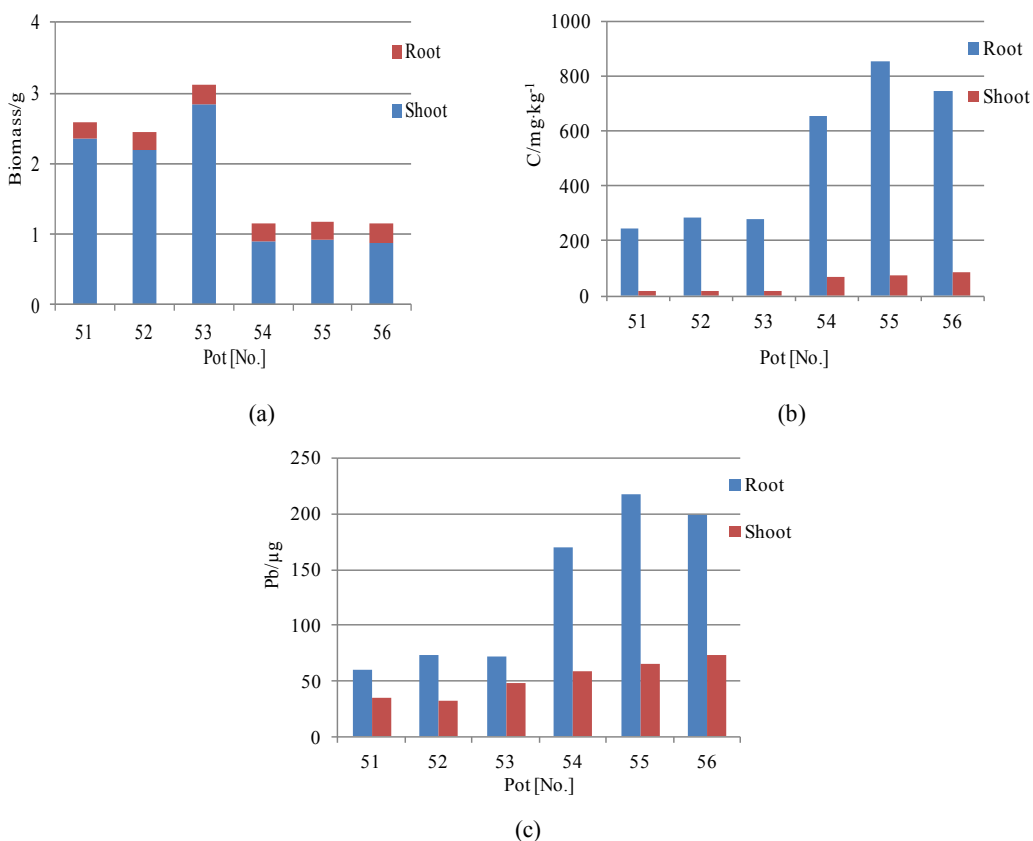 4
3
2
1
0
Biomass/g
Root
Shoot
51 52 53 54 55 56
Pot [No.]
(a)
1000
800
600
400
200
0
C/mg·kg⁻¹
Root
Shoot
51 52 53 54 55 56
Pot [No.]
(b)
250
200
150
100
50
0
Pb/µg
Root
Shoot
51 52 53 54 55 56
Pot [No.]
(c)